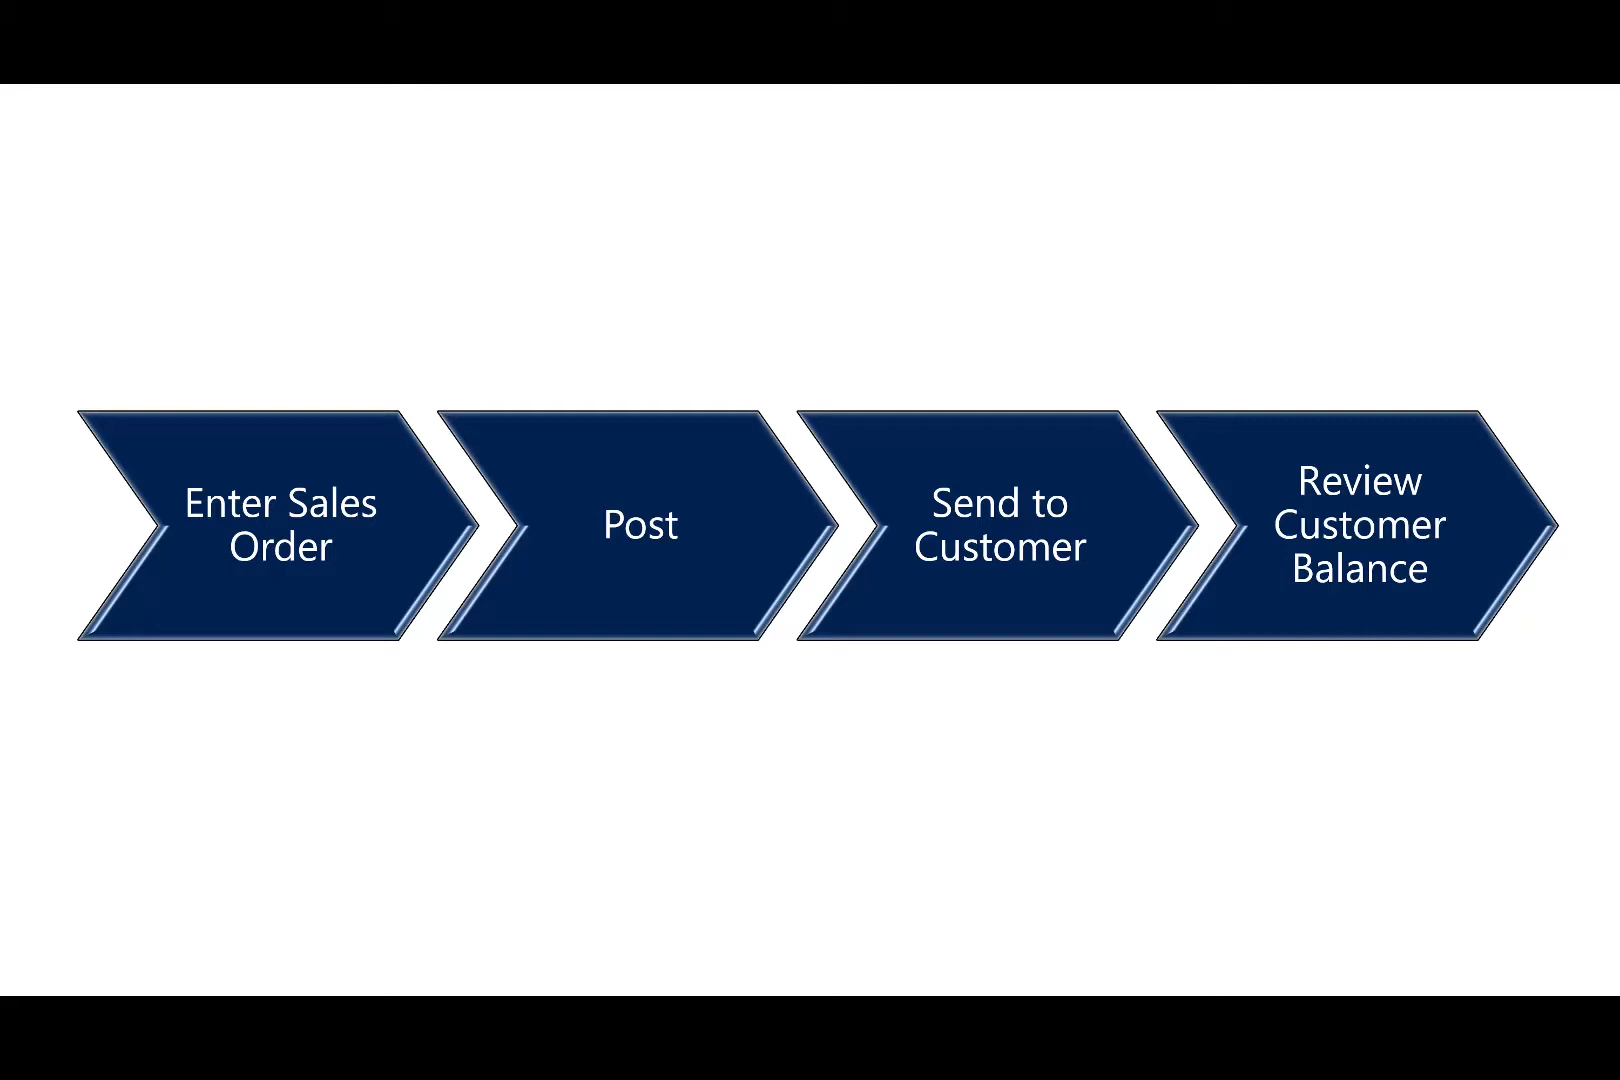 Enter Sales
Order
Post
Send to
Customer
Review
Customer
Balance